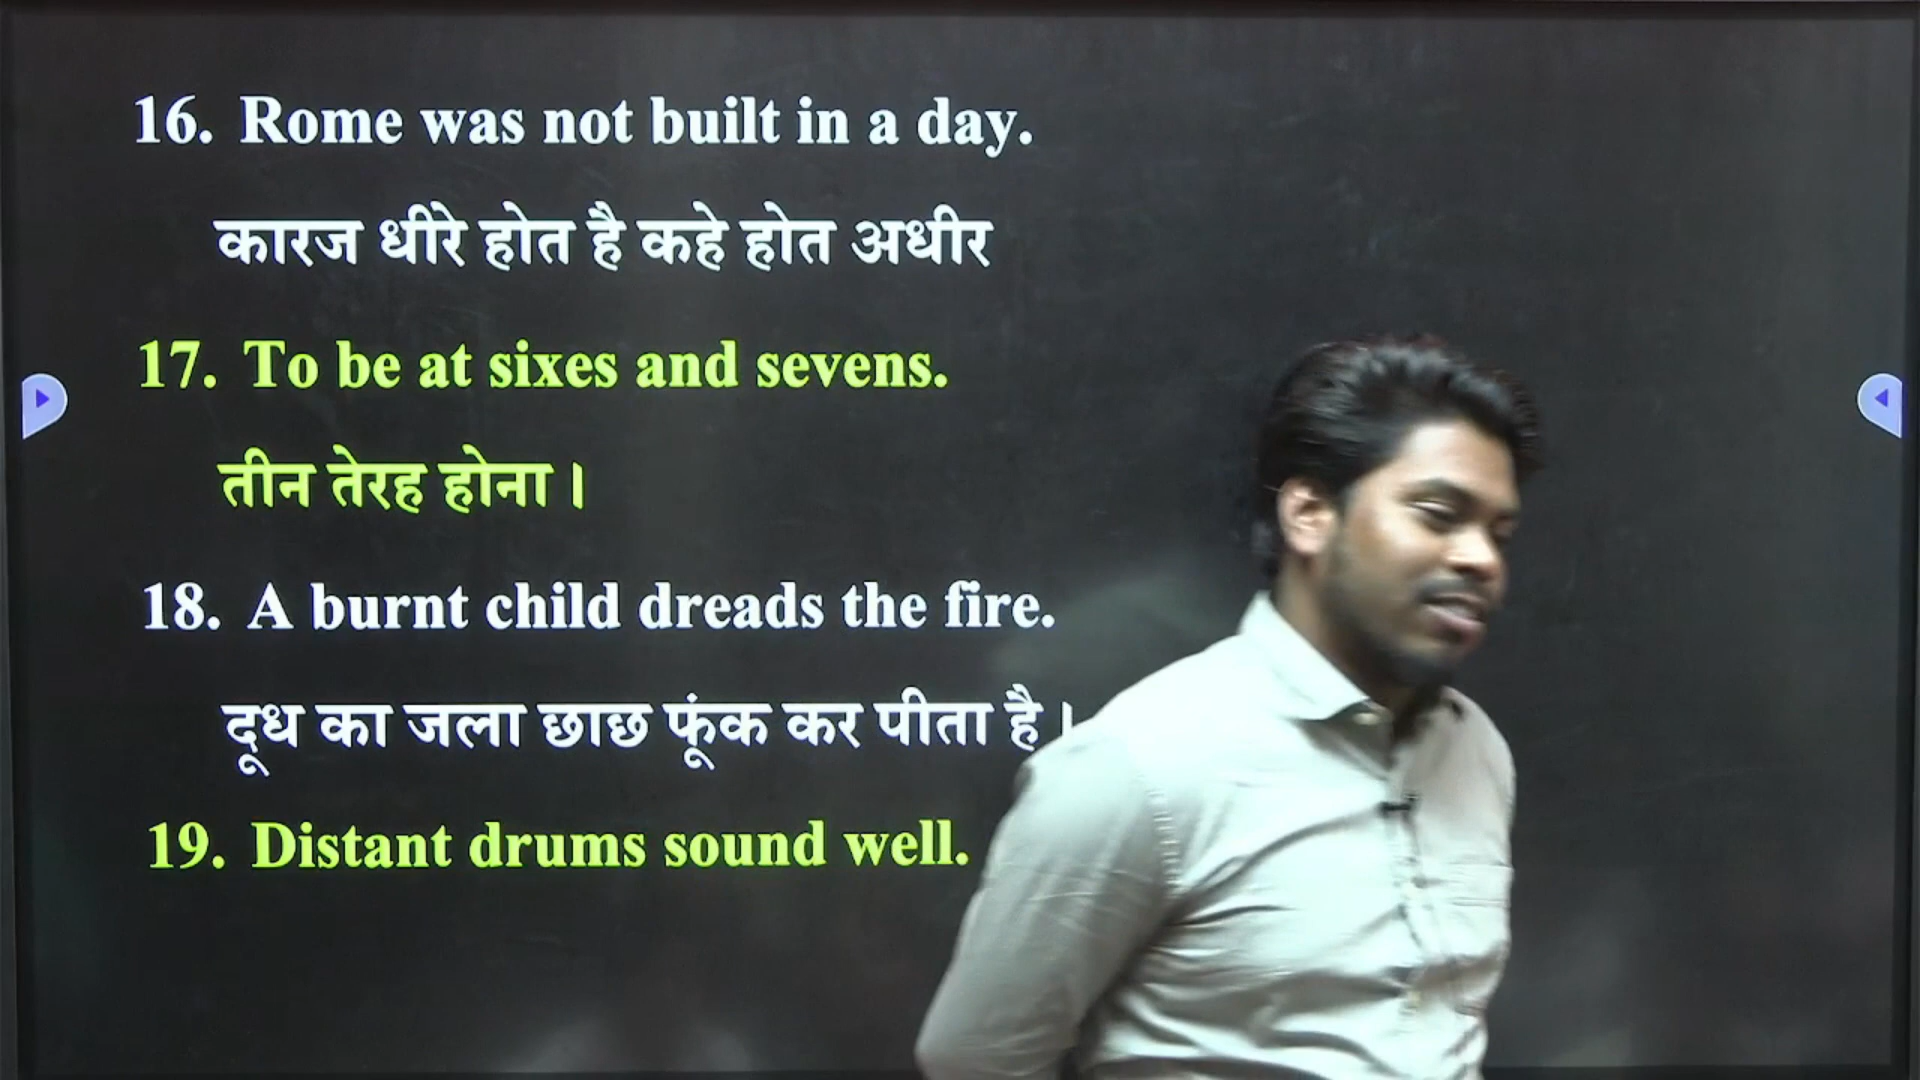 16. Rome was not built in a day.
कारज धीरे होत है कहे होत अधीर
17. To be at sixes and sevens.
तीन तेरह होना ।
18. A burnt child dreads the fire.
दूध का जला छाछ फूंक कर पीता है ।
19. Distant drums sound well.